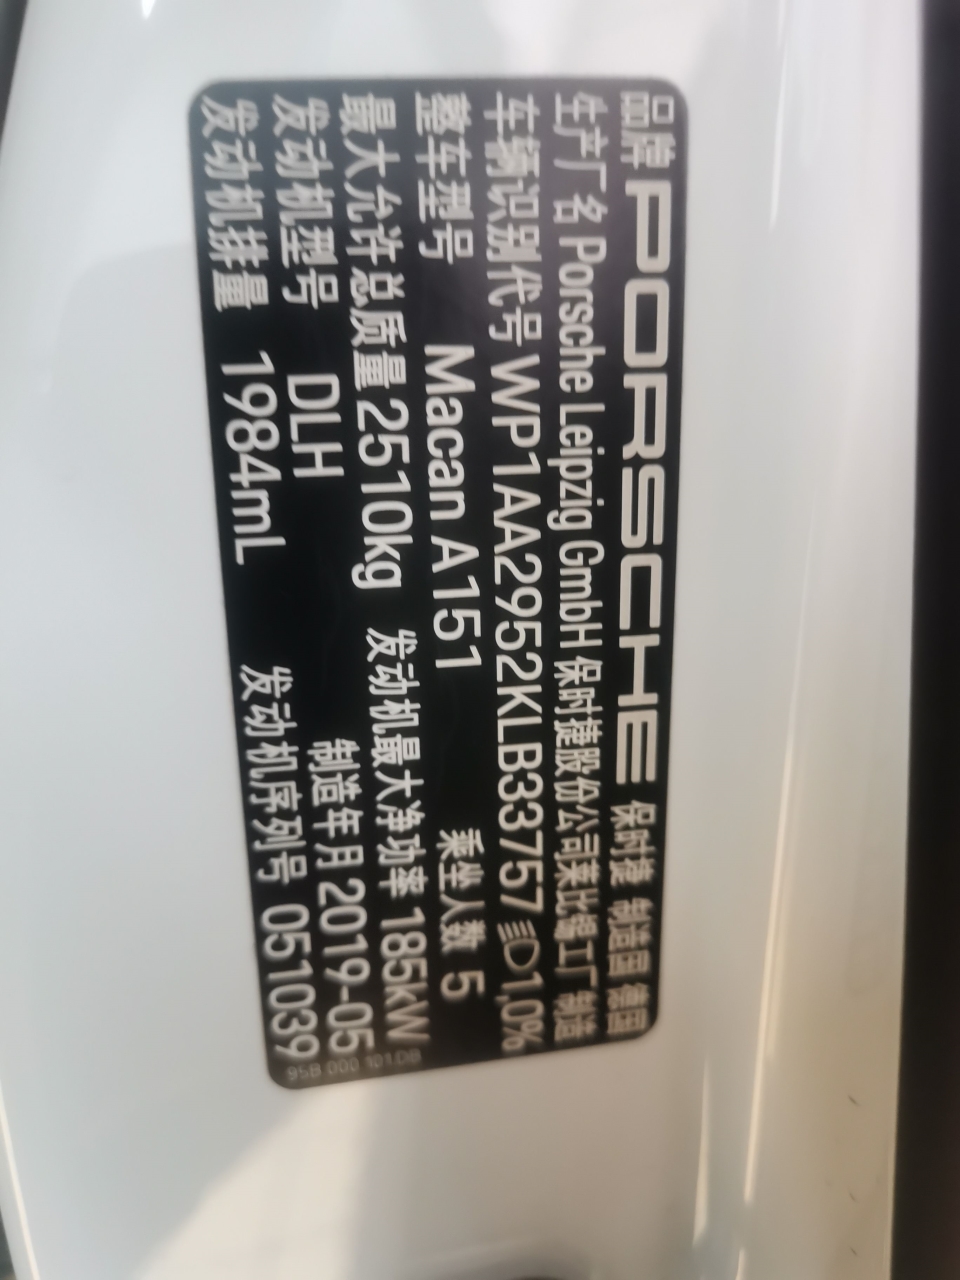 品牌 PORSCHE 保时捷 制造国 德国
生产厂名 Porsche Leipzig GmbH 保时捷股份公司莱比锡工厂 制造
车辆识别代号 WP1AA2952KLB33757 1,0%
整车型号 Macan A151 乘坐人数 5
最大允许总质量 2510kg 发动机最大净功率 185kW
发动机型号 DLH 制造年月 2019-05
发动机排量 1984mL 发动机序列号 051039
95B 000 101 DB